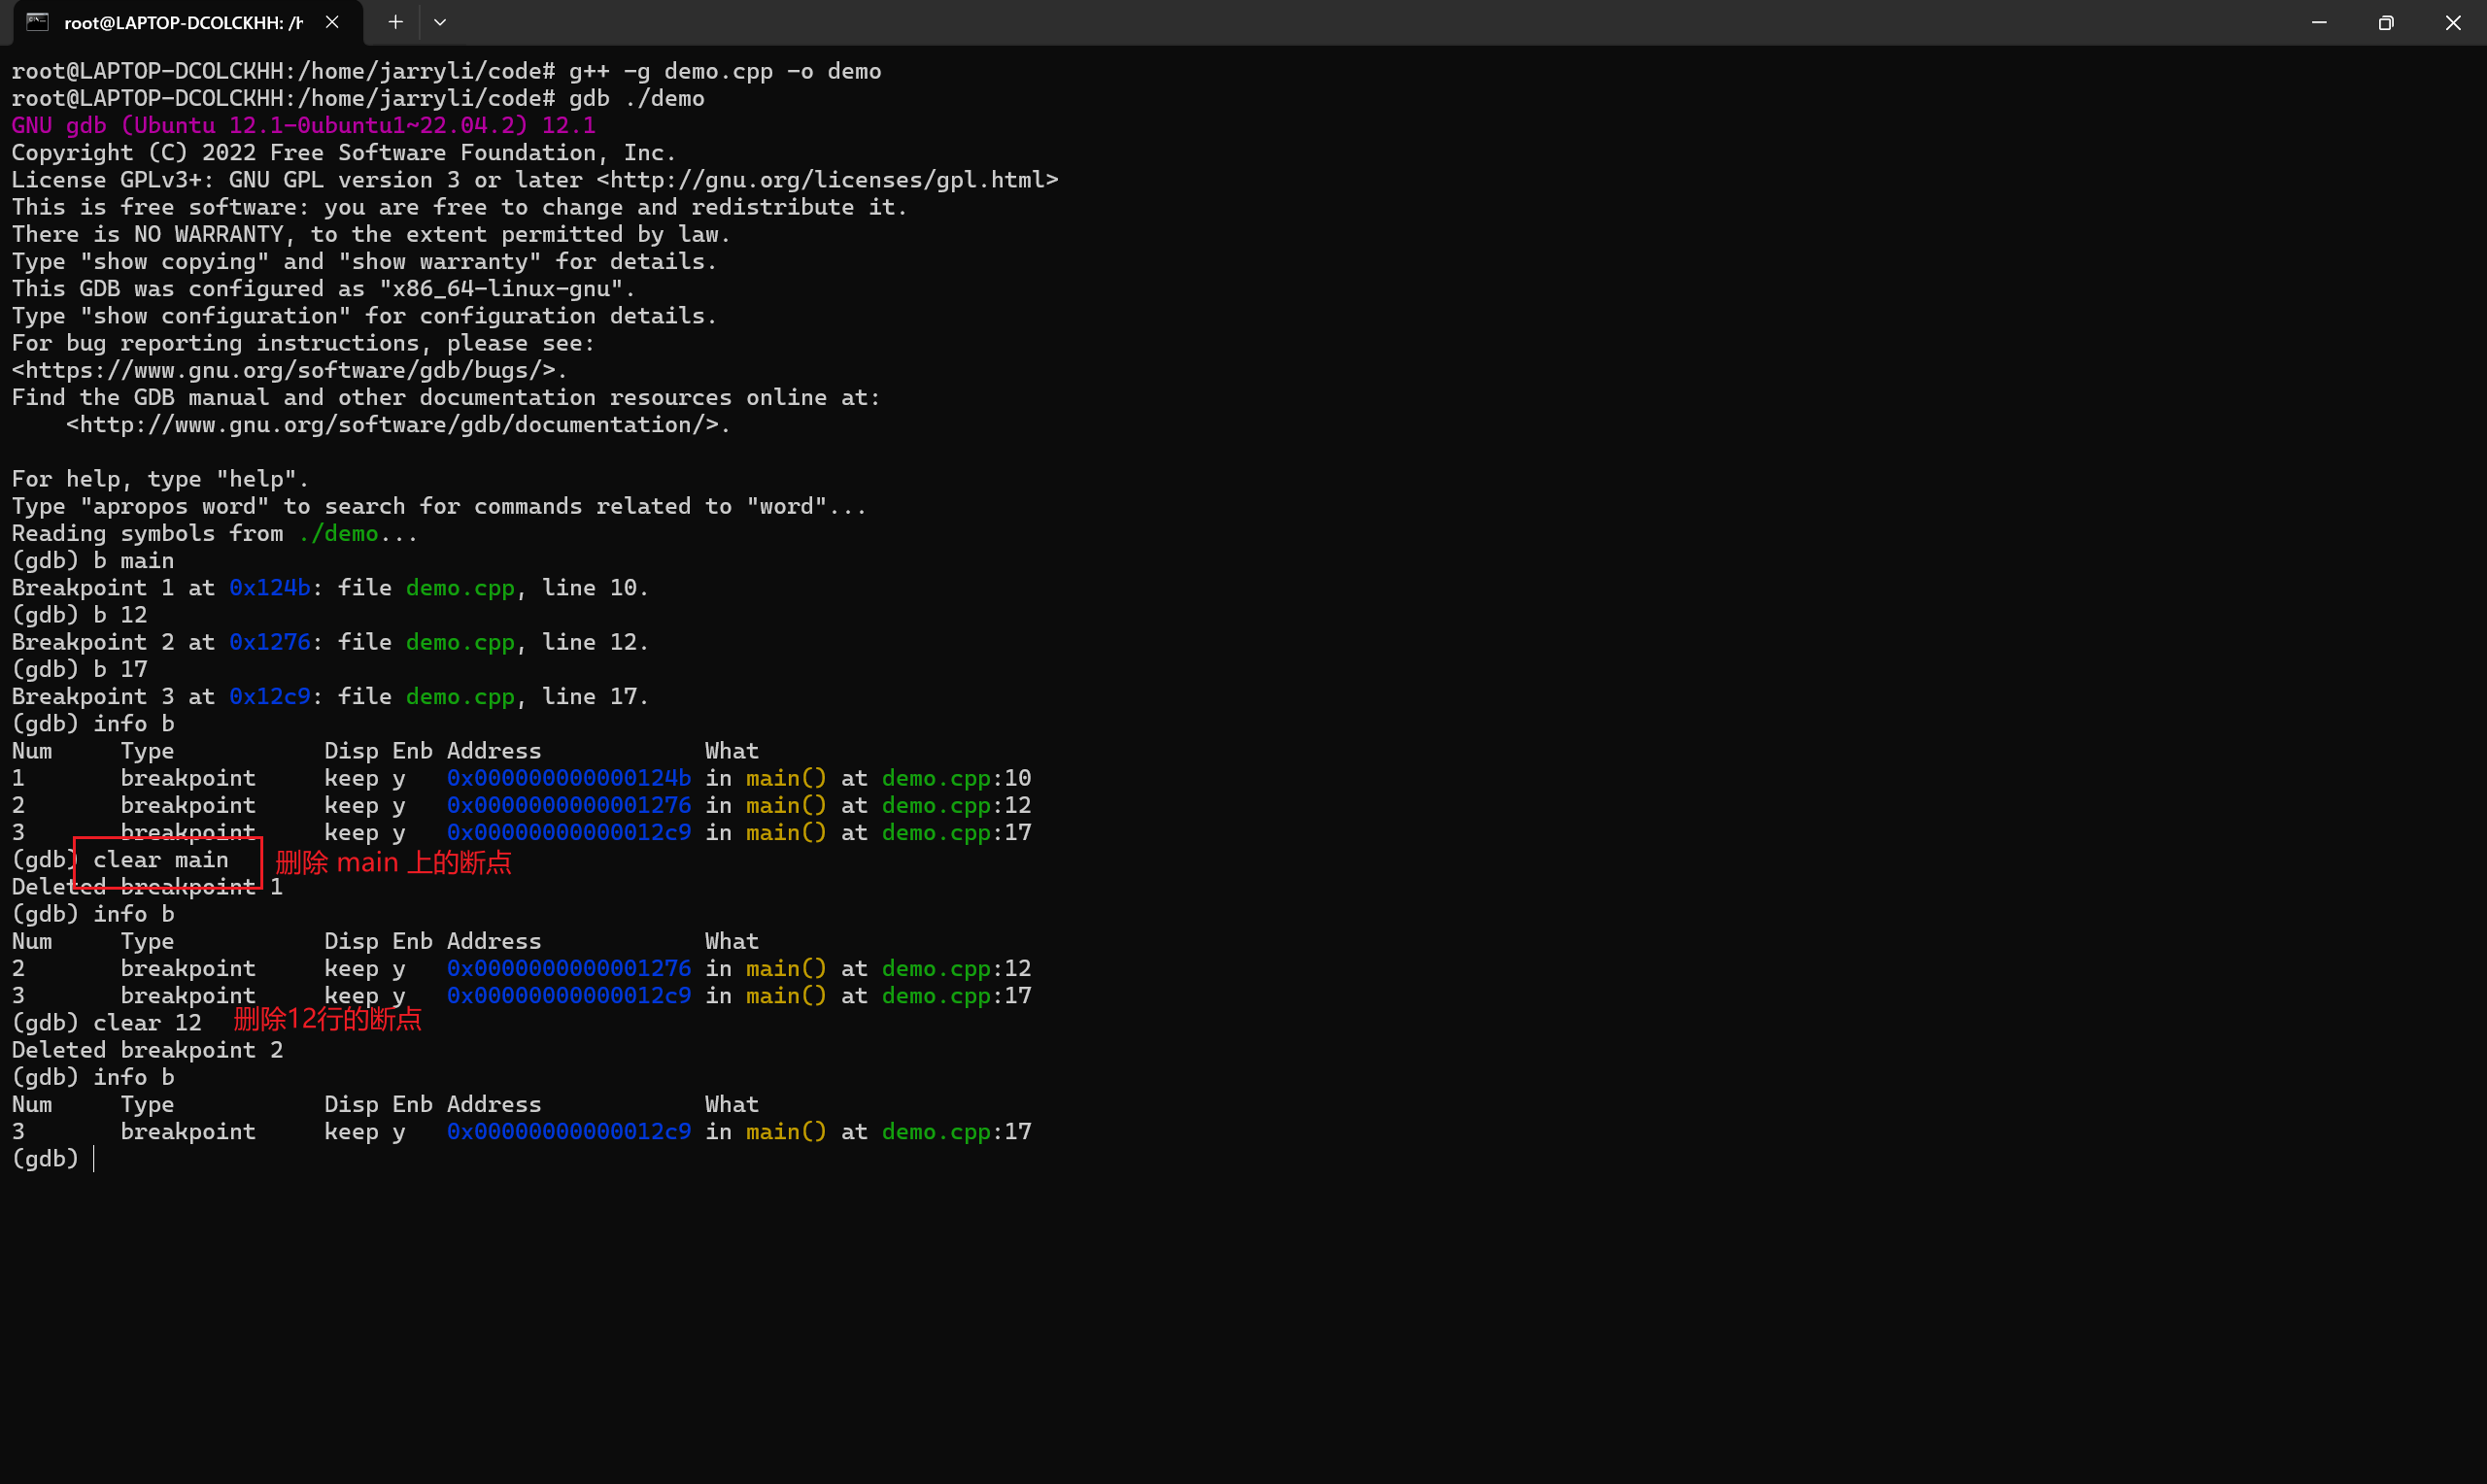 root@LAPTOP-DCOLCKHH: /h
root@LAPTOP-DCOLCKHH:/home/jarryli/code# g++ -g demo.cpp -o demo
root@LAPTOP-DCOLCKHH:/home/jarryli/code# gdb ./demo
GNU gdb (Ubuntu 12.1-0ubuntu1~22.04.2) 12.1
Copyright (C) 2022 Free Software Foundation, Inc.
License GPLv3+: GNU GPL version 3 or later <http://gnu.org/licenses/gpl.html>
This is free software: you are free to change and redistribute it.
There is NO WARRANTY, to the extent permitted by law.
Type "show copying" and "show warranty" for details.
This GDB was configured as "x86_64-linux-gnu".
Type "show configuration" for configuration details.
For bug reporting instructions, please see:
<https://www.gnu.org/software/gdb/bugs/>.
Find the GDB manual and other documentation resources online at:
    <http://www.gnu.org/software/gdb/documentation/>.
For help, type "help".
Type "apropos word" to search for commands related to "word"...
Reading symbols from ./demo...
(gdb) b main
Breakpoint 1 at 0x124b: file demo.cpp, line 10.
(gdb) b 12
Breakpoint 2 at 0x1276: file demo.cpp, line 12.
(gdb) b 17
Breakpoint 3 at 0x12c9: file demo.cpp, line 17.
(gdb) info b
Num     Type           Disp Enb Address            What
1       breakpoint     keep y   0x000000000000124b in main() at demo.cpp:10
2       breakpoint     keep y   0x0000000000001276 in main() at demo.cpp:12
3       breakpoint     keep y   0x00000000000012c9 in main() at demo.cpp:17
(gdb) clear main 删除 main 上的断点
Deleted breakpoint 1
(gdb) info b
Num     Type           Disp Enb Address            What
2       breakpoint     keep y   0x0000000000001276 in main() at demo.cpp:12
3       breakpoint     keep y   0x00000000000012c9 in main() at demo.cpp:17
(gdb) clear 12 删除12行的断点
Deleted breakpoint 2
(gdb) info b
Num     Type           Disp Enb Address            What
3       breakpoint     keep y   0x00000000000012c9 in main() at demo.cpp:17
(gdb)